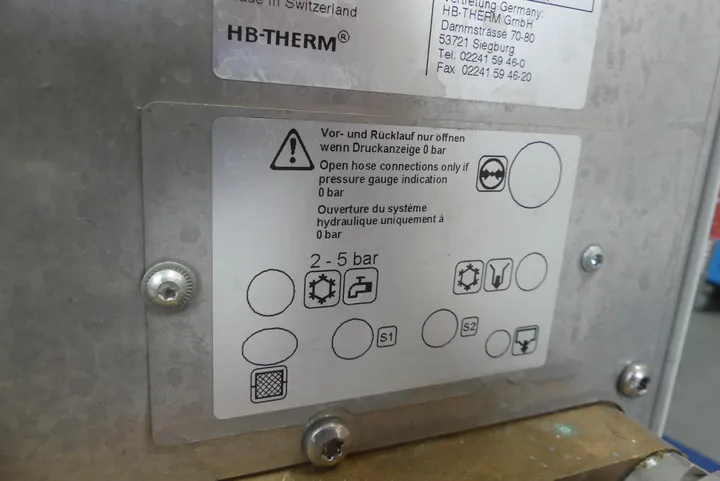 Made in Switzerland
HB-THERM®
Vertretung Germany:
HB-THERM GmbH
Dammstrasse 70-80
53721 Siegburg
Tel. 02241 59 46-0
Fax 02241 59 46-20
Vor- und Rücklauf nur öffnen
wenn Druckanzeige 0 bar
Open hose connections only if
pressure gauge indication
0 bar
Ouverture du système
hydraulique uniquement à
0 bar
2 - 5 bar
S1
S2